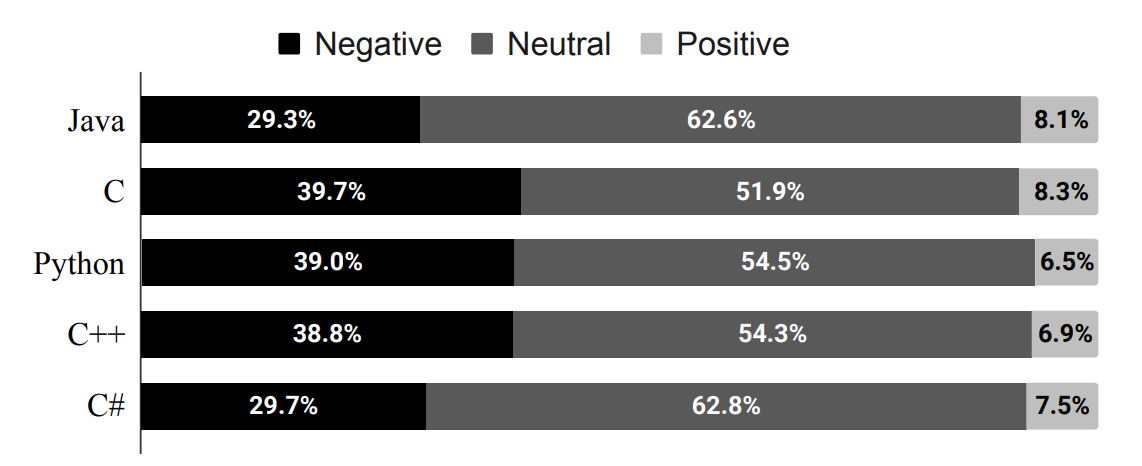 Negative Neutral Positive
Java 29.3% 62.6% 8.1%
C 39.7% 51.9% 8.3%
Python 39.0% 54.5% 6.5%
C++ 38.8% 54.3% 6.9%
C# 29.7% 62.8% 7.5%